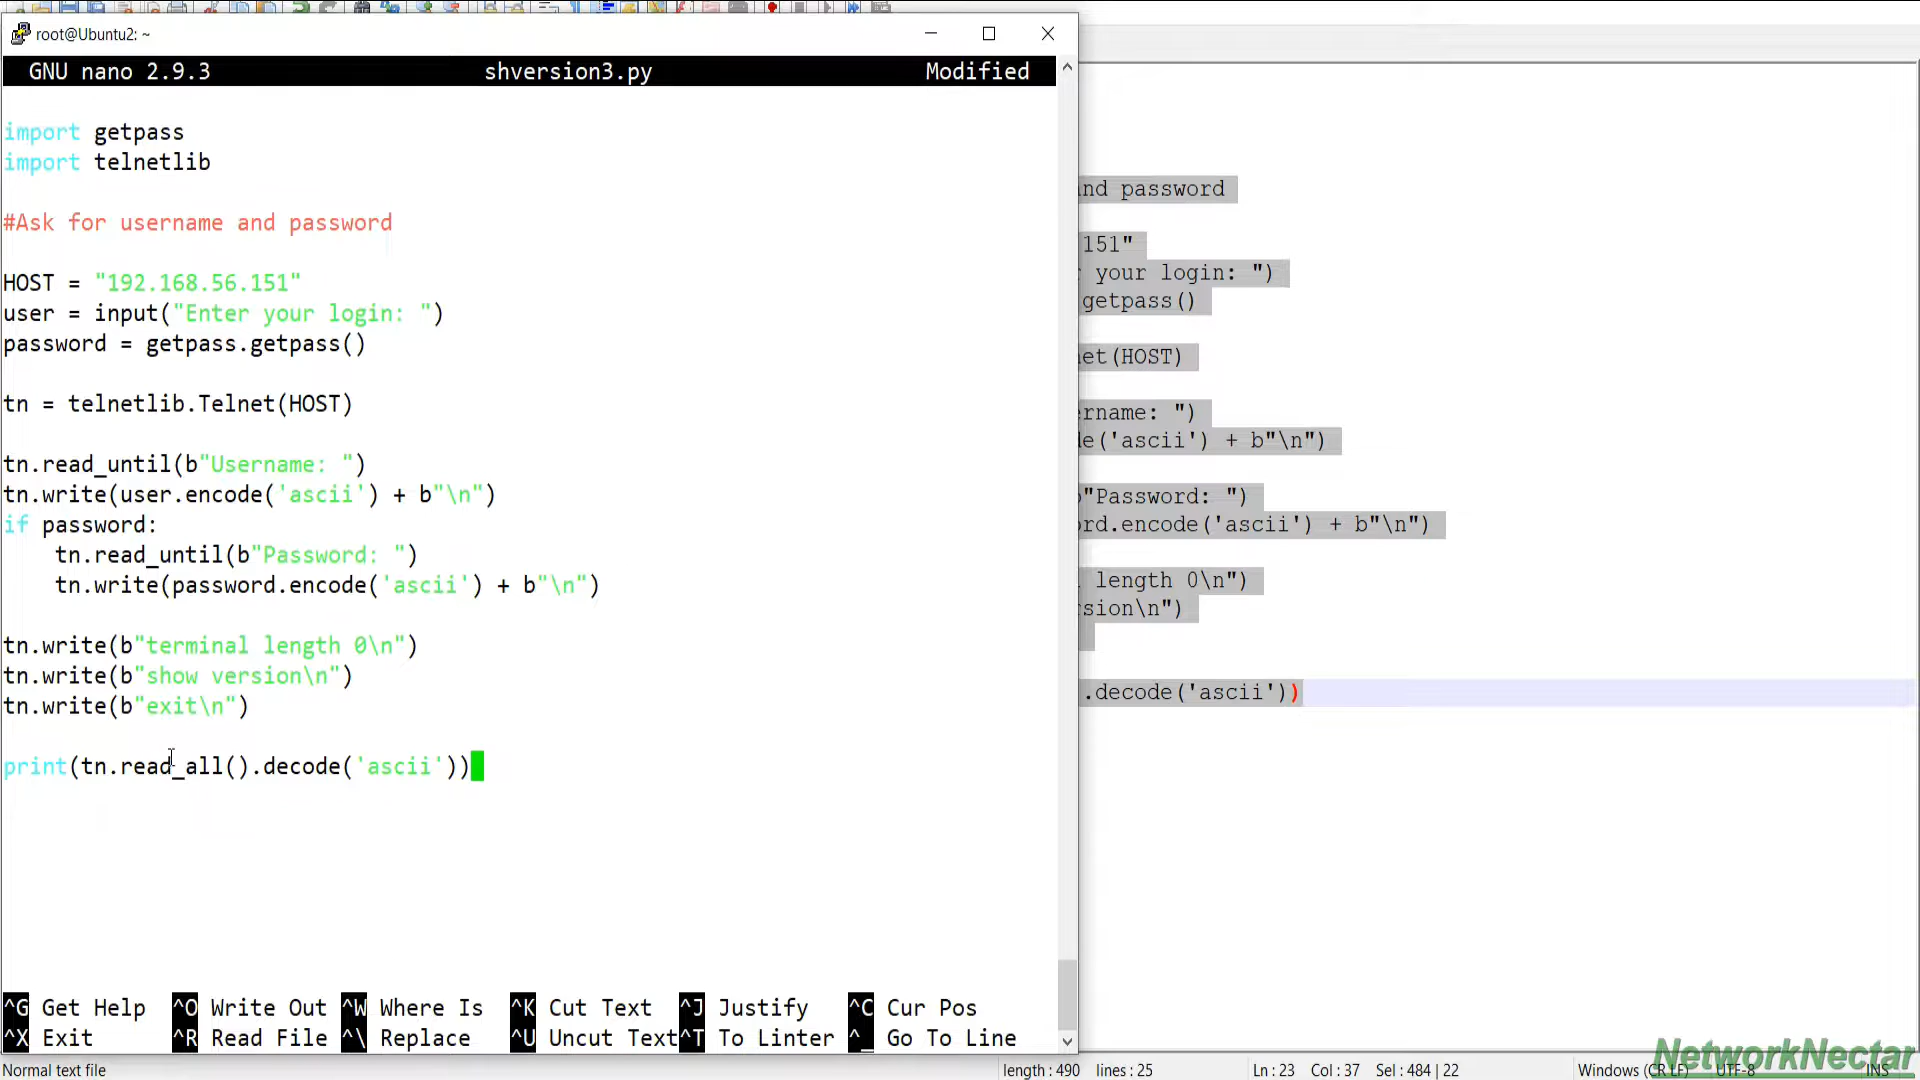 root@Ubuntu2: ~
GNU nano 2.9.3 shversion3.py Modified
import getpass
import telnetlib
#Ask for username and password
HOST = "192.168.56.151"
user = input("Enter your login: ")
password = getpass.getpass()
tn = telnetlib.Telnet(HOST)
tn.read_until(b"Username: ")
tn.write(user.encode('ascii') + b"\n")
if password:
    tn.read_until(b"Password: ")
    tn.write(password.encode('ascii') + b"\n")
tn.write(b"terminal length 0\n")
tn.write(b"show version\n")
tn.write(b"exit\n")
print(tn.read_all().decode('ascii'))
^G Get Help ^O Write Out ^W Where Is ^K Cut Text ^J Justify ^C Cur Pos
^X Exit ^R Read File ^\ Replace ^U Uncut Text ^T To Linter ^_ Go To Line
nd password
151"
r your login: ")
getpass()
et(HOST)
ername: ")
de('ascii') + b"\n")
"Password: ")
rd.encode('ascii') + b"\n")
length 0\n")
rsion\n")
.decode('ascii'))
Normal text file length : 490 lines : 25 Ln : 23 Col : 37 Sel : 484 | 22 Windows (CR LF) UTF-8 INS
NetworkNectar